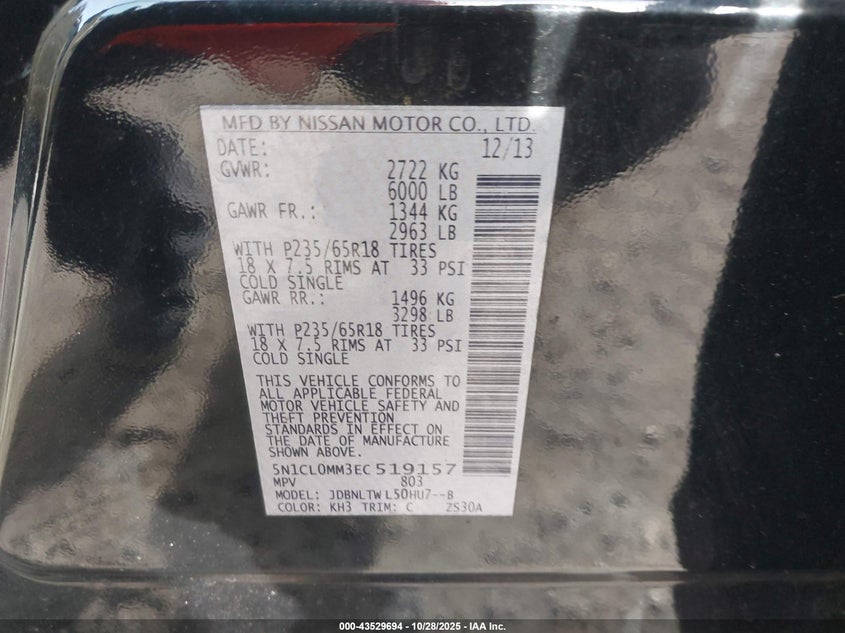 MFD BY NISSAN MOTOR CO., LTD.
DATE: 12/13
GVWR: 2722 KG
6000 LB
GAWR FR.: 1344 KG
2963 LB
WITH P235/65R18 TIRES
18 X 7.5 RIMS AT 33 PSI
COLD SINGLE
GAWR RR.: 1496 KG
3298 LB
WITH P235/65R18 TIRES
18 X 7.5 RIMS AT 33 PSI
COLD SINGLE
THIS VEHICLE CONFORMS TO
ALL APPLICABLE FEDERAL
MOTOR VEHICLE SAFETY AND
THEFT PREVENTION
STANDARDS IN EFFECT ON
THE DATE OF MANUFACTURE
SHOWN ABOVE.
5N1CL0MM3EC519157
MPV 803
MODEL: JDBNLTWL50HU7--B
COLOR: KH3 TRIM: C ZS30A
000-43529694 - 10/28/2025 - IAA Inc.